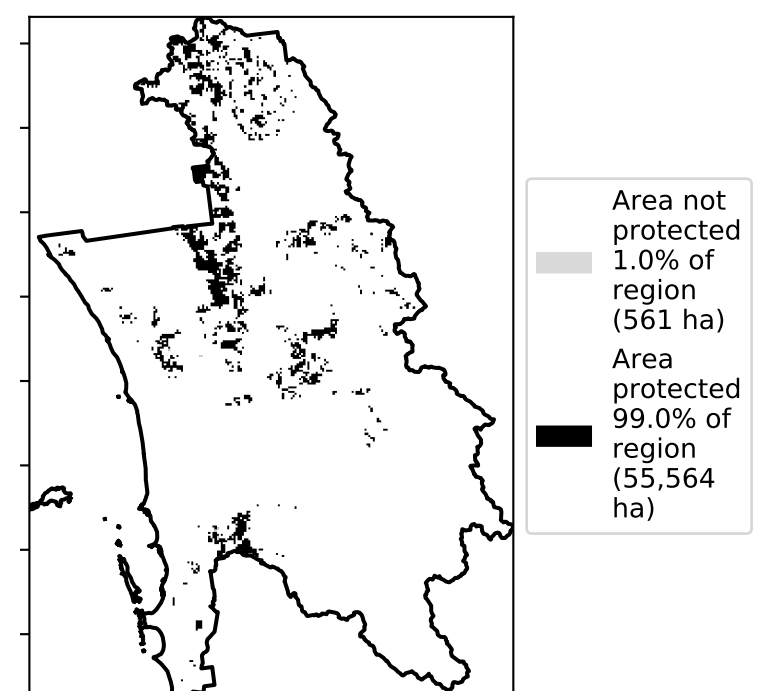 Area not
protected
1.0% of
region
(561 ha)
Area
protected
99.0% of
region
(55,564
ha)